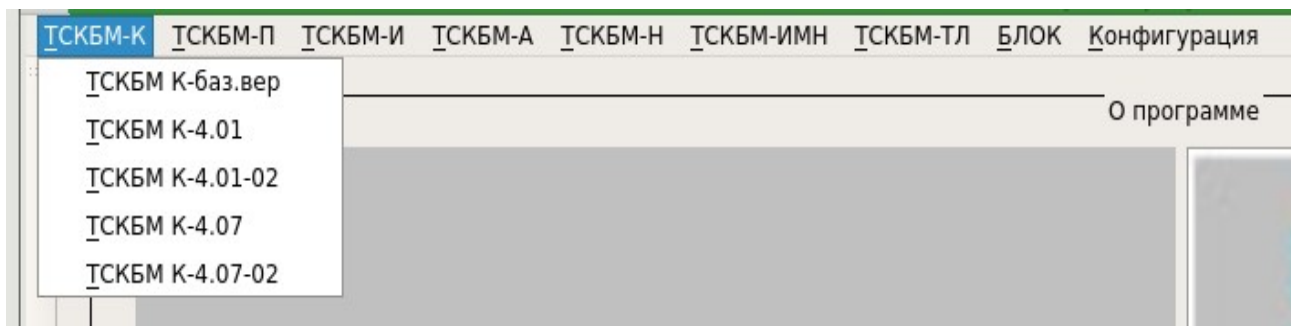 ТСКБМ-К ТСКБМ-П ТСКБМ-И ТСКБМ-А ТСКБМ-Н ТСКБМ-ИМН ТСКБМ-ТЛ БЛОК Конфигурация
ТСКБМ К-баз.вер
О программе
ТСКБМ К-4.01
ТСКБМ К-4.01-02
ТСКБМ К-4.07
ТСКБМ К-4.07-02